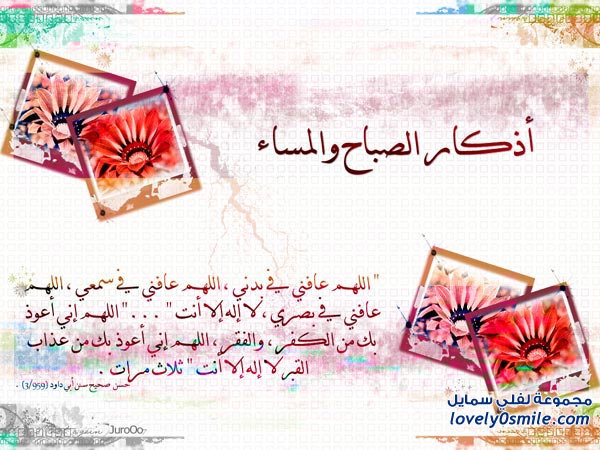 أذكار الصباح والمساء
" اللهم عافني في بدني ، اللهم عافني في سمعي ، اللهم
عافني في بصري ، لا إله إلا أنت " . . . " اللهم إني أعوذ
بك من الكفر ، والفقر ، اللهم إني أعوذ بك من عذاب
القبر لا إله إلا أنت " ثلاث مرات .
حسن صحيح سنن أبي داود (3/959) .
مجموعة لفلي سمايل
lovely0smile.com
JuroOo-